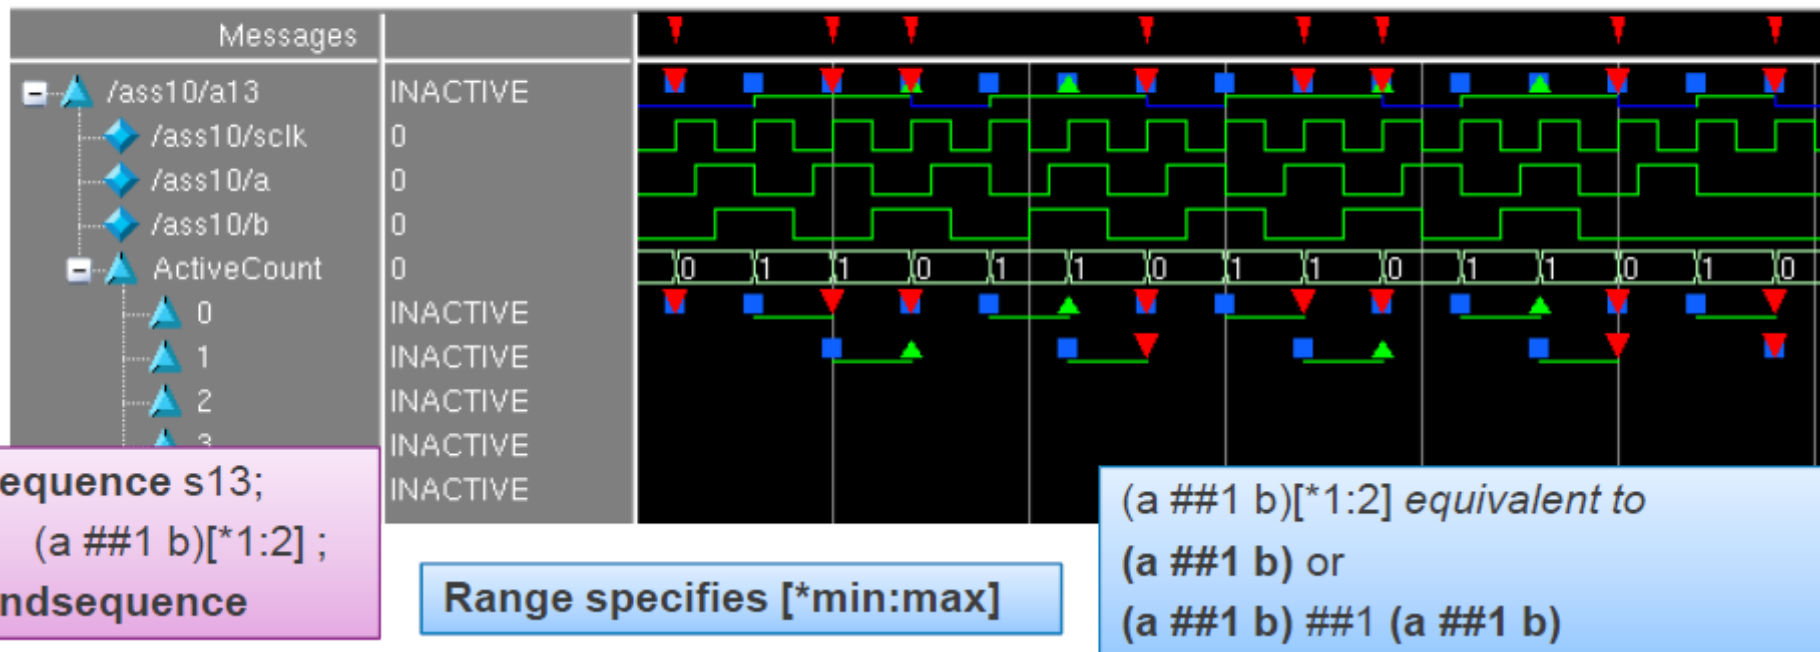 Messages
/ass10/a13 INACTIVE
/ass10/sclk 0
/ass10/a 0
/ass10/b 0
ActiveCount 0 0 1 1 0 1 1 0 1 1 0 1 1 0 1 0
0 INACTIVE
1 INACTIVE
2 INACTIVE
3 INACTIVE
INACTIVE
equence s13;
(a ##1 b)[*1:2] ;
ndsequence
Range specifies [*min:max]
(a ##1 b)[*1:2] equivalent to
(a ##1 b) or
(a ##1 b) ##1 (a ##1 b)